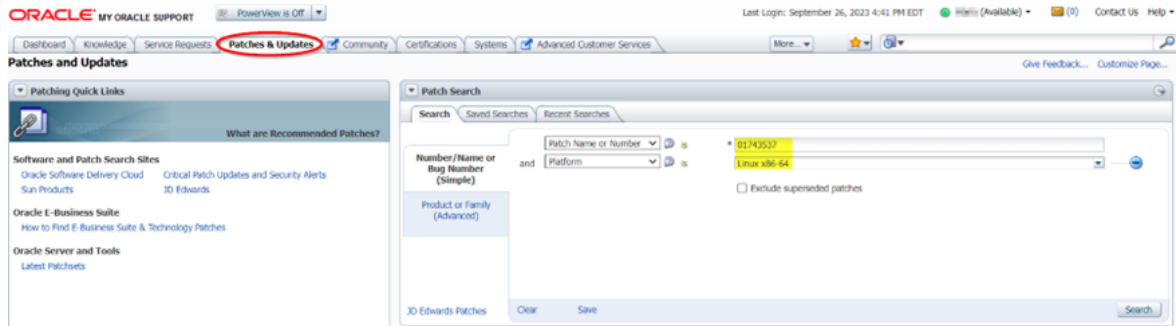 ORACLE MY ORACLE SUPPORT PowerView is Off Last Login: September 26, 2023 4:41 PM EDT (Available) (0) Contact Us Help
Dashboard Knowledge Service Requests Patches & Updates Community Certifications Systems Advanced Customer Services More...
Patches and Updates Give Feedback... Customize Page...
Patching Quick Links
What are Recommended Patches?
Software and Patch Search Sites
Oracle Software Delivery Cloud Critical Patch Updates and Security Alerts
Sun Products JD Edwards
Oracle E-Business Suite
How to Find E-Business Suite & Technology Patches
Oracle Server and Tools
Latest Patchsets
Patch Search
Search Saved Searches Recent Searches
Number/Name or
Bug Number
(Simple)
Product or Family
(Advanced)
JD Edwards Patches
Patch Name or Number is * 01743537
and Platform is Linux x86-64
Exclude superseded patches
Clear Save Search